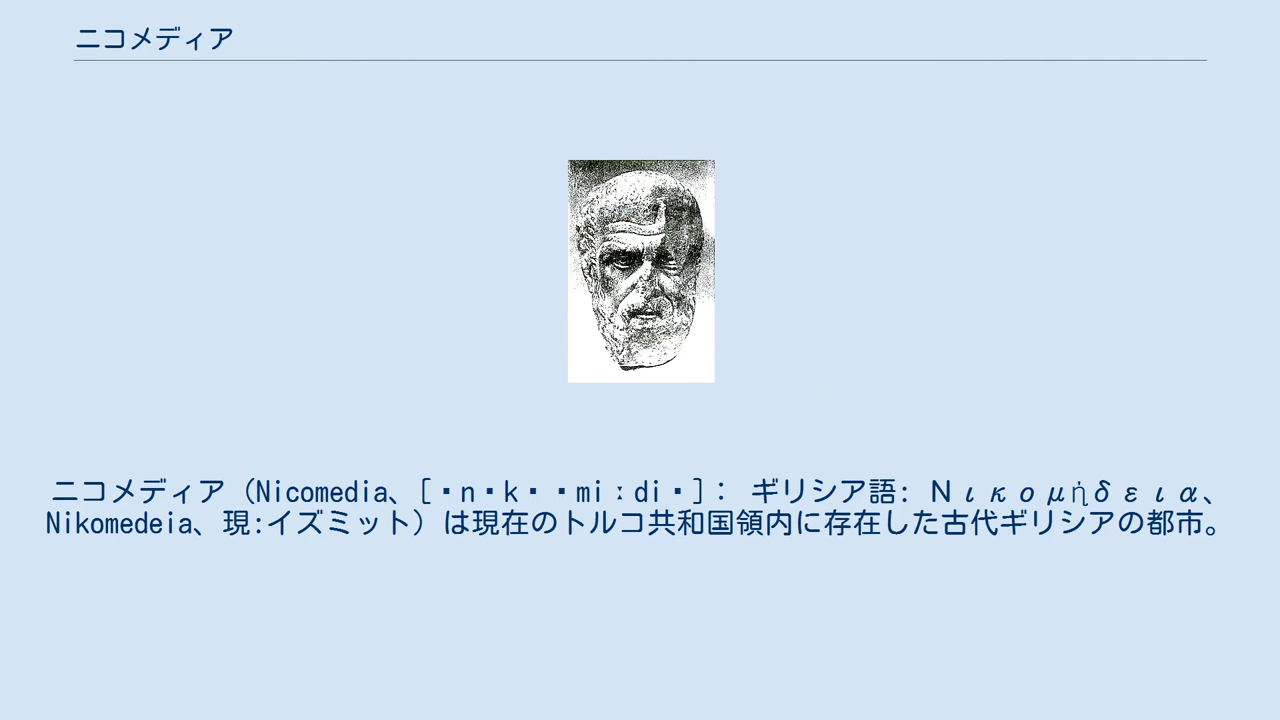 ニコメディア
ニコメディア（Nicomedia、[・n・k・・miːdi・]： ギリシア語： Νικομήδεια、
Nikomedeia、現：イズミット）は現在のトルコ共和国領内に存在した古代ギリシアの都市。